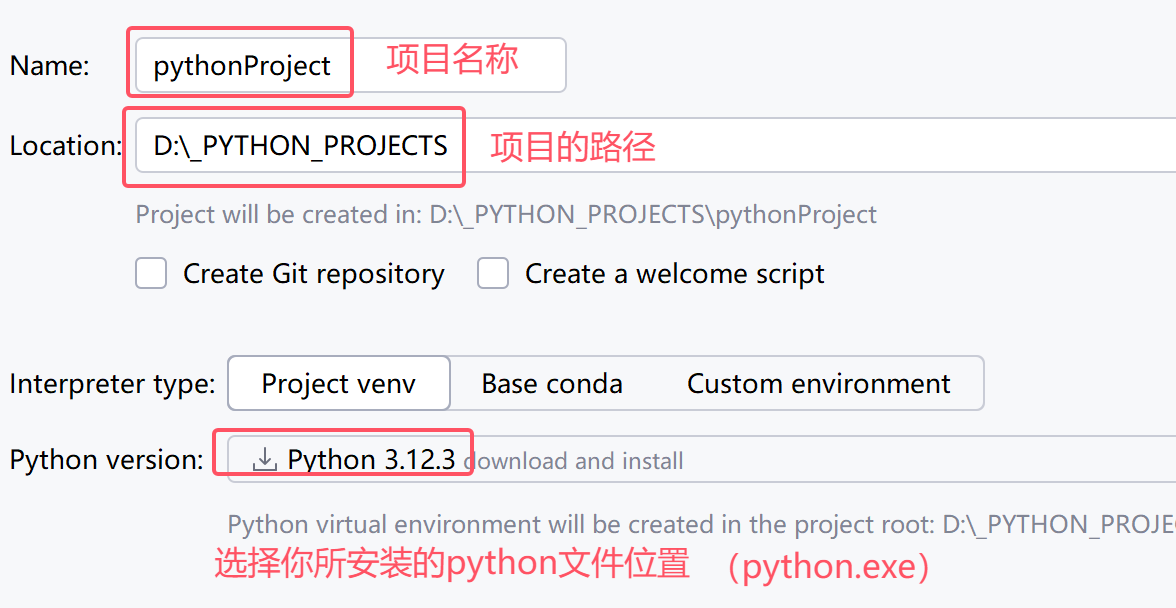 Name: pythonProject 项目名称
Location: D:\_PYTHON_PROJECTS 项目的路径
Project will be created in: D:\_PYTHON_PROJECTS\pythonProject
Create Git repository Create a welcome script
Interpreter type: Project venv Base conda Custom environment
Python version: Python 3.12.3 download and install
Python virtual environment will be created in the project root: D:\_PYTHON_PROJE
选择你所安装的python文件位置 （python.exe）